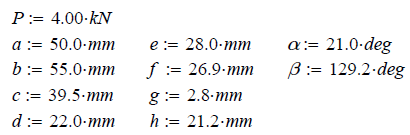 P := 4.00·kN
a := 50.0·mm e := 28.0·mm α := 21.0·deg
b := 55.0·mm f := 26.9·mm β := 129.2·deg
c := 39.5·mm g := 2.8·mm
d := 22.0·mm h := 21.2·mm